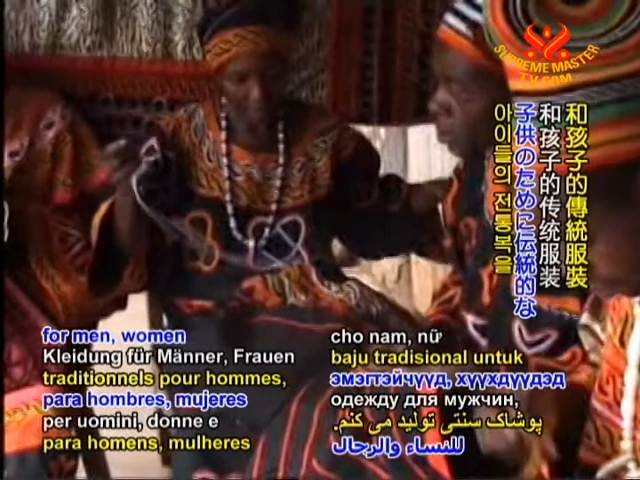 SUPREME MASTER
TV.COM
和孩子的傳統服裝
和孩子的传统服装
子供のために伝統的な
아이들의 전통복을
for men, women
Kleidung für Männer, Frauen
traditionnels pour hommes,
para hombres, mujeres
per uomini, donne e
para homens, mulheres
cho nam, nữ
baju tradisional untuk
эмэгтэйчүүд, хүүхдүүдэд
одежду для мужчин,
پوشاک سنتی تولید می کنم.
للنساء والرجال